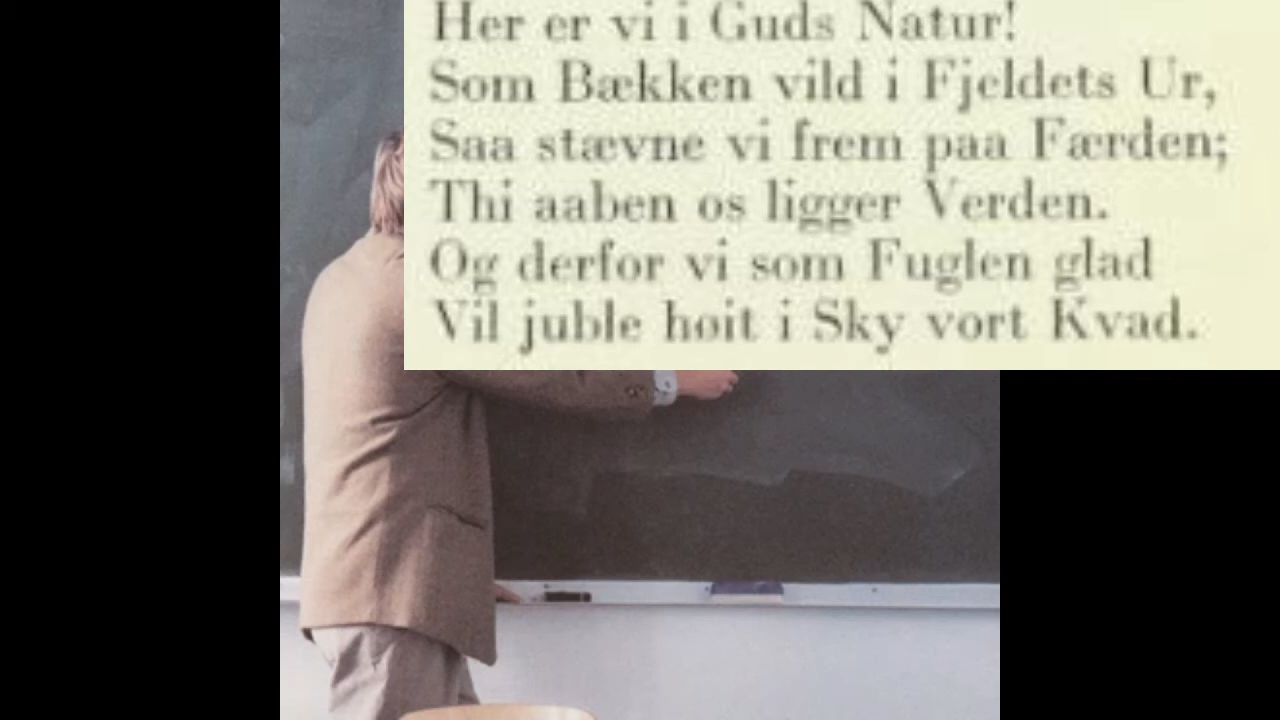 Her er vi i Guds Natur!
Som Bækken vild i Fjeldets Ur,
Saa stævne vi frem paa Færden;
Thi aaben os ligger Verden.
Og derfor vi som Fuglen glad
Vil juble høit i Sky vort Kvad.